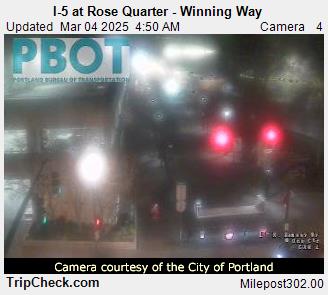 I-5 at Rose Quarter - Winning Way
Updated Mar 04 2025 4:50 AM Camera 4
PBOT
PORTLAND BUREAU OF TRANSPORTATION
Camera courtesy of the City of Portland
TripCheck.com Milepost302.00